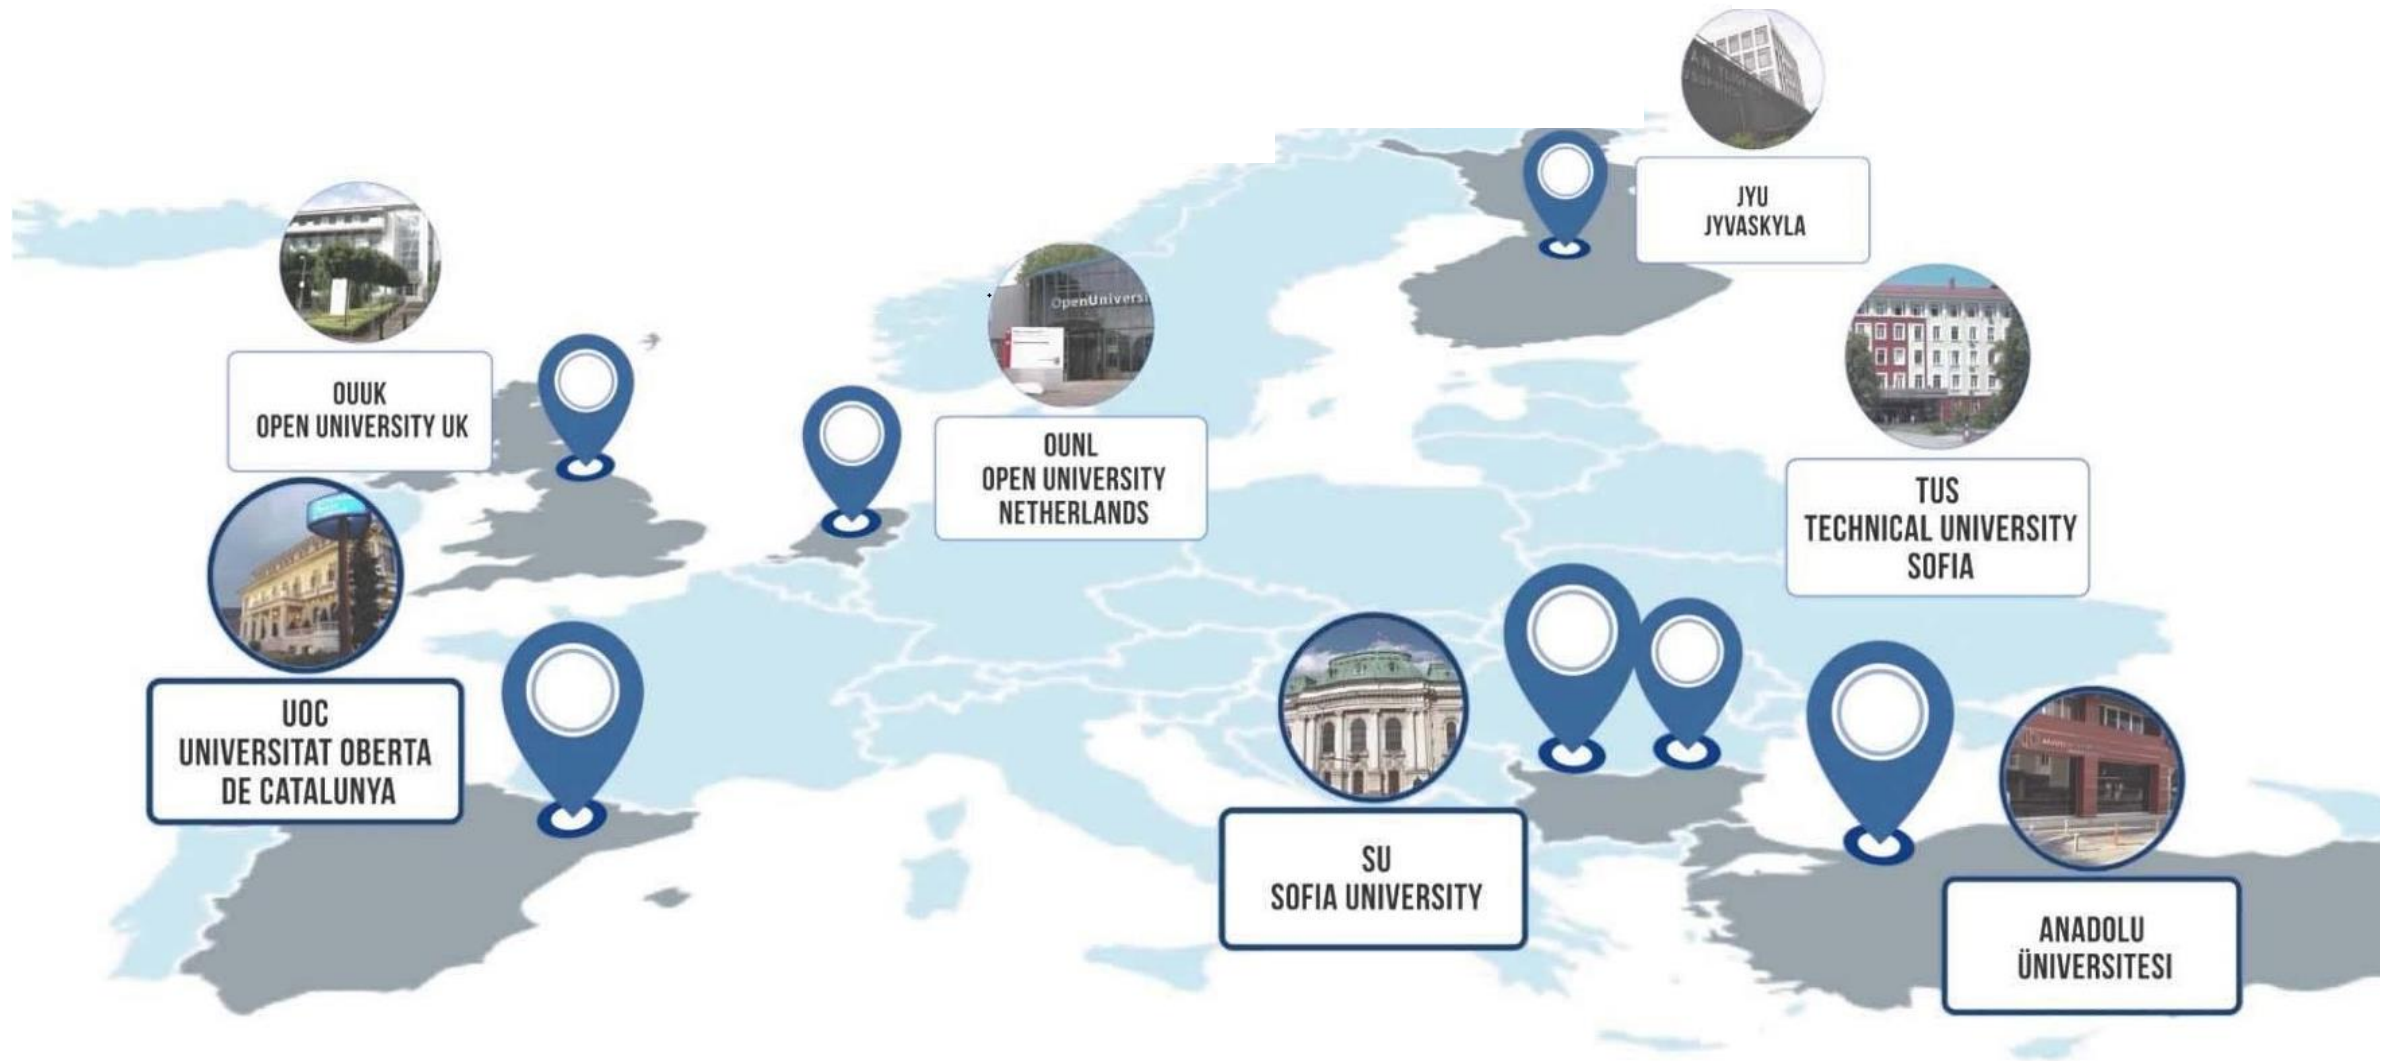 JYU
JYVASKYLA
OUUK
OPEN UNIVERSITY UK
OpenUniversi
OUNL
OPEN UNIVERSITY
NETHERLANDS
TUS
TECHNICAL UNIVERSITY
SOFIA
UOC
UNIVERSITAT OBERTA
DE CATALUNYA
SU
SOFIA UNIVERSITY
ANADOLU
ÜNIVERSITESI